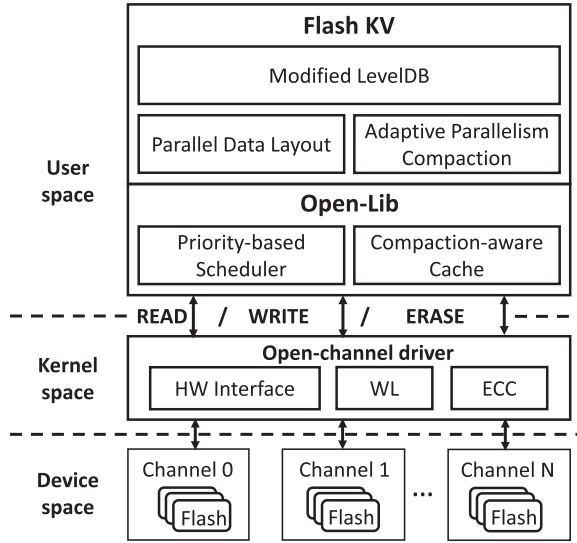 Flash KV
Modified LevelDB
Parallel Data Layout
Adaptive Parallelism
Compaction
User
space
Open-Lib
Priority-based
Scheduler
Compaction-aware
Cache
READ / WRITE / ERASE
Kernel
space
Open-channel driver
HW Interface
WL
ECC
Device
space
Channel 0
Flash
Channel 1
Flash
...
Channel N
Flash